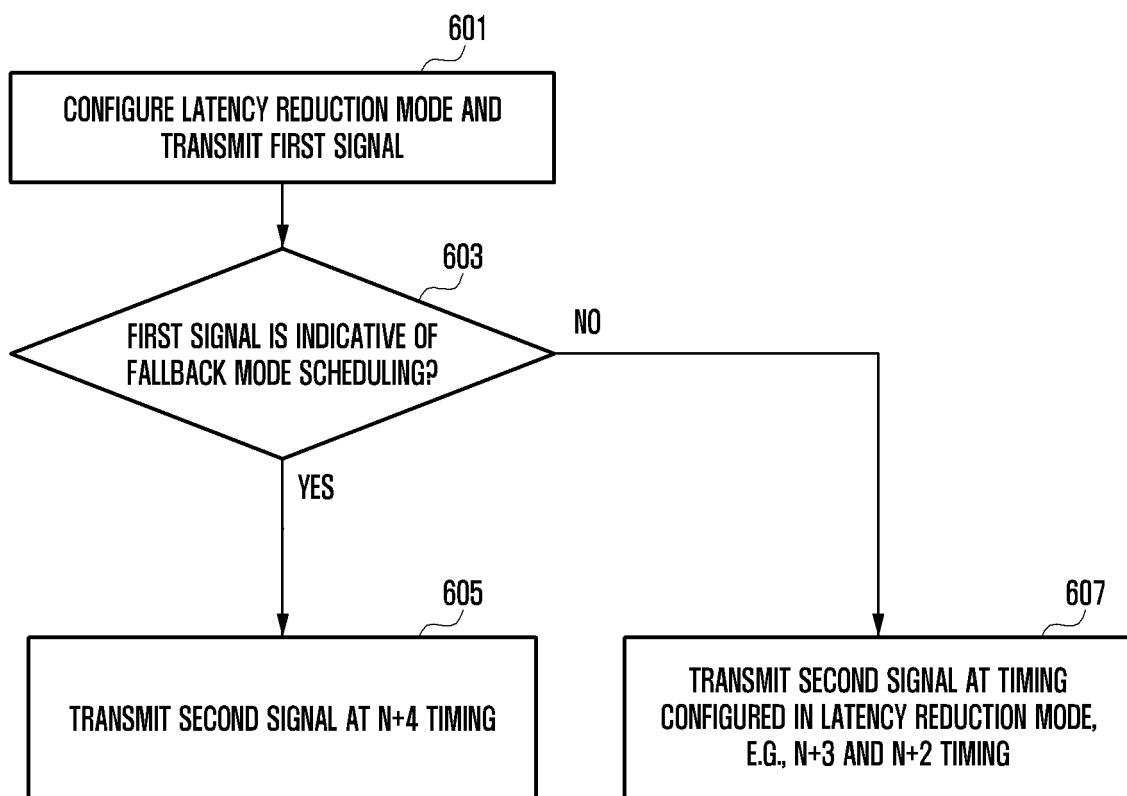 601
CONFIGURE LATENCY REDUCTION MODE AND
TRANSMIT FIRST SIGNAL
603
FIRST SIGNAL IS INDICATIVE OF
FALLBACK MODE SCHEDULING?
NO
YES
605
TRANSMIT SECOND SIGNAL AT N+4 TIMING
607
TRANSMIT SECOND SIGNAL AT TIMING
CONFIGURED IN LATENCY REDUCTION MODE,
E.G., N+3 AND N+2 TIMING